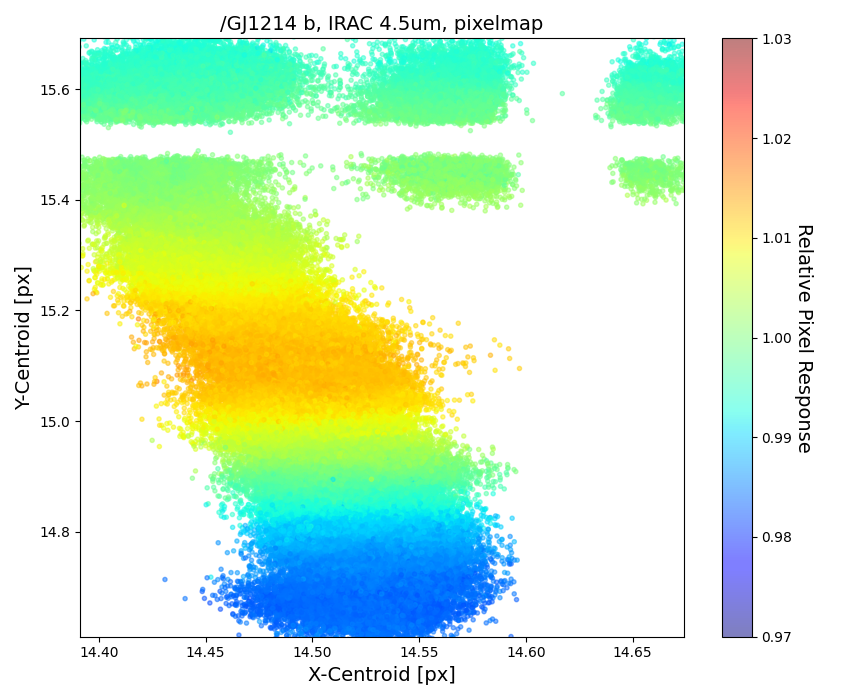 /GJ1214 b, IRAC 4.5um, pixelmap
15.6
15.4
15.2
15.0
14.8
Y-Centroid [px]
14.40 14.45 14.50 14.55 14.60 14.65
X-Centroid [px]
1.03
1.02
1.01
1.00
0.99
0.98
0.97
Relative Pixel Response